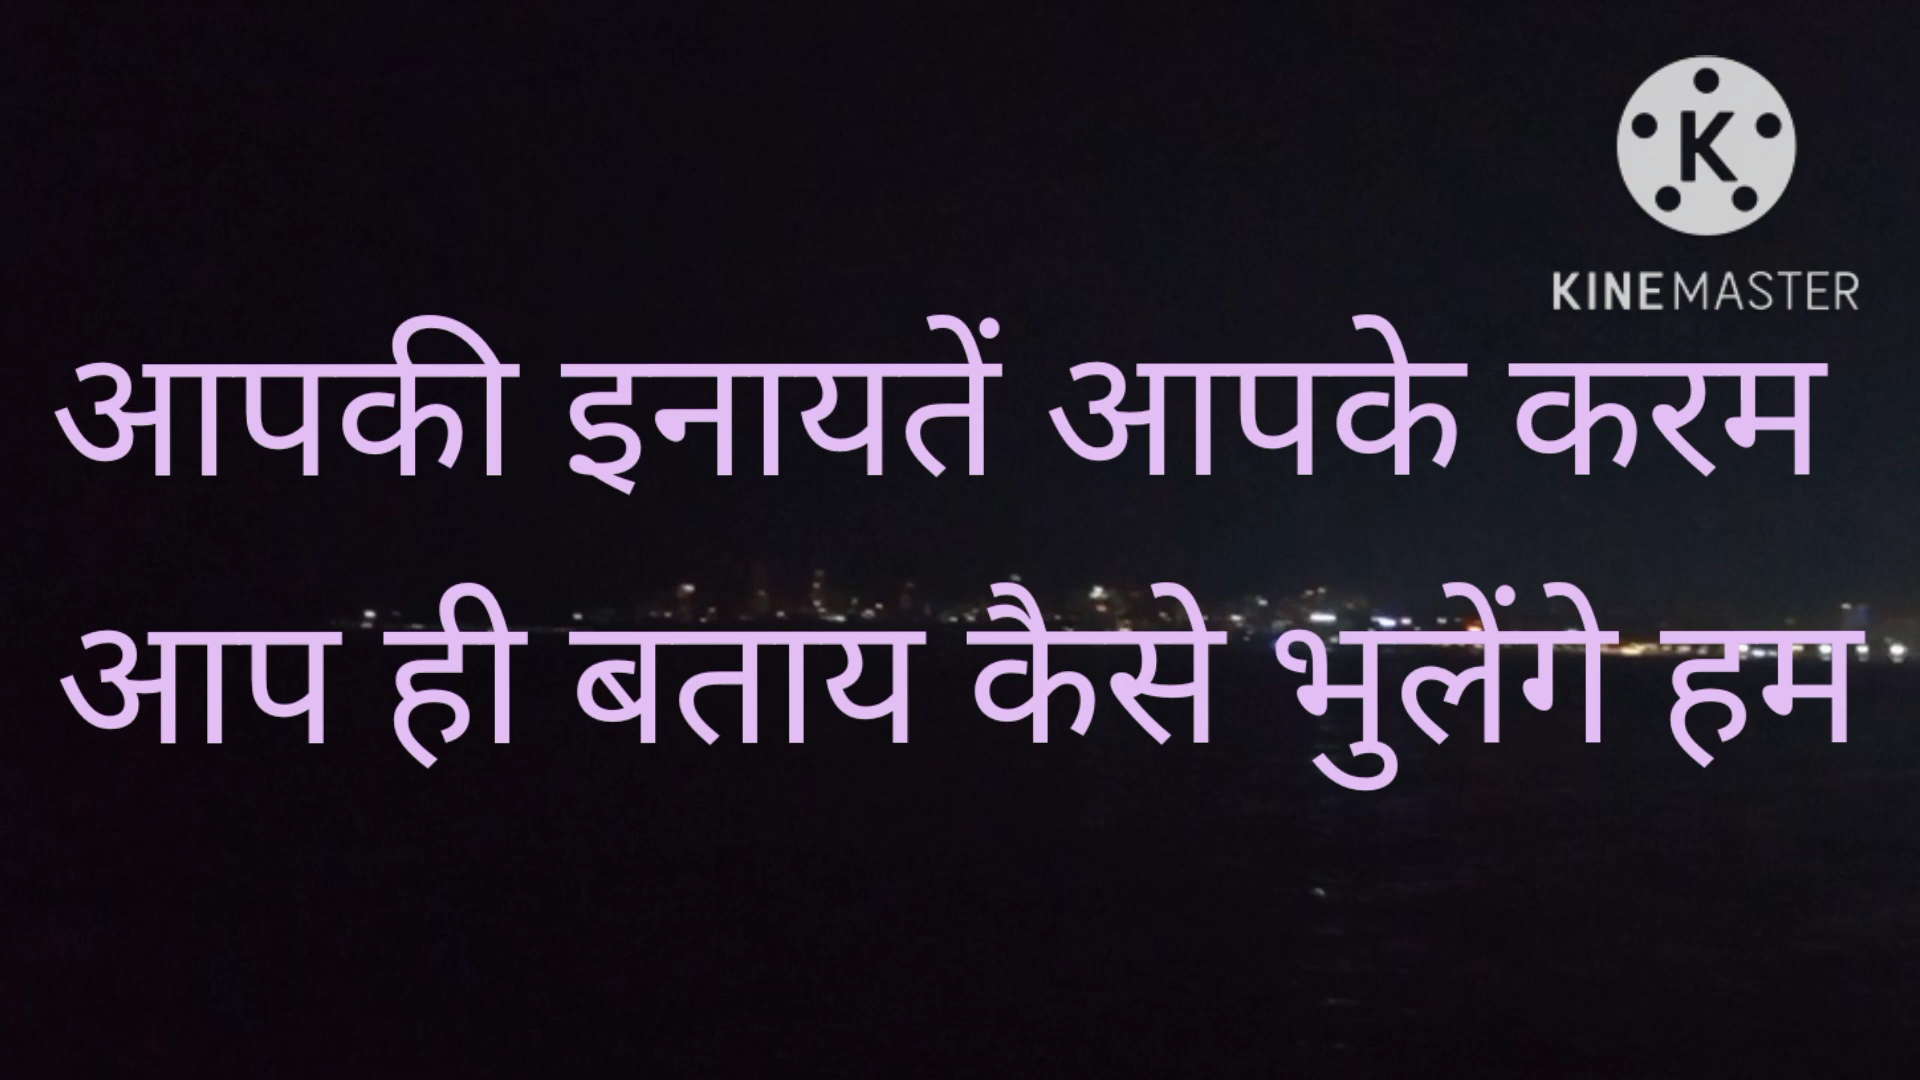 KINEMASTER
आपकी इनायतें आपके करम
आप ही बताय कैसे भुलेंगे हम